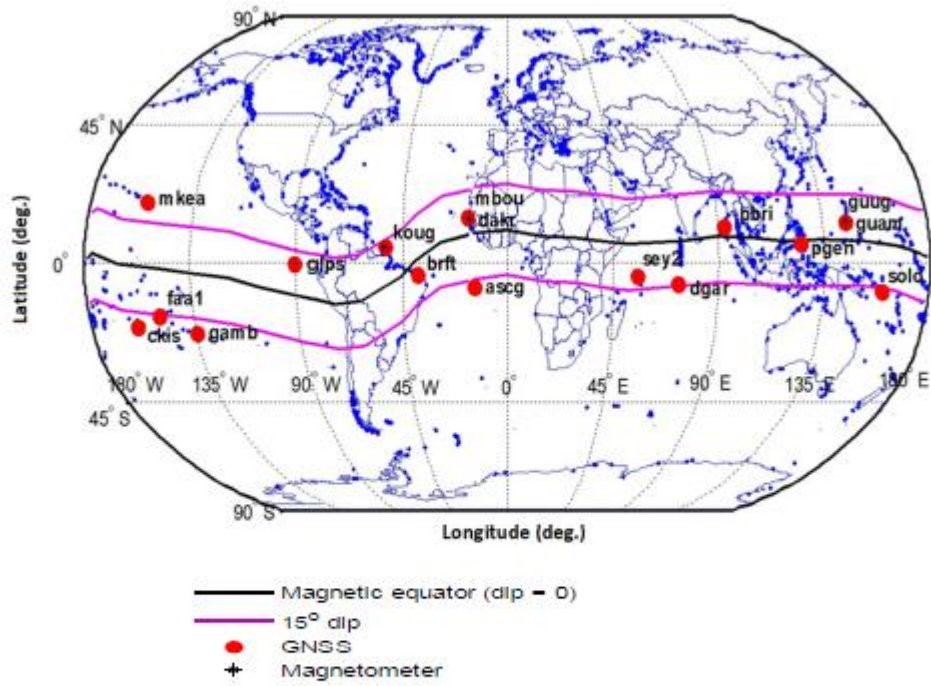 90° N
45° N
mkea
mbou
dakr
guug
guam
bbri
koug
pgen
0°
glps
brft
sey2
solo
faa1
ascg
dgar
ckis
gamb
180° W
135° W
90° W
45° W
0°
45° E
90° E
135° E
180° E
45° S
90° S
Latitude (deg.)
Longitude (deg.)
Magnetic equator (dip = 0)
15° dip
GNSS
Magnetometer